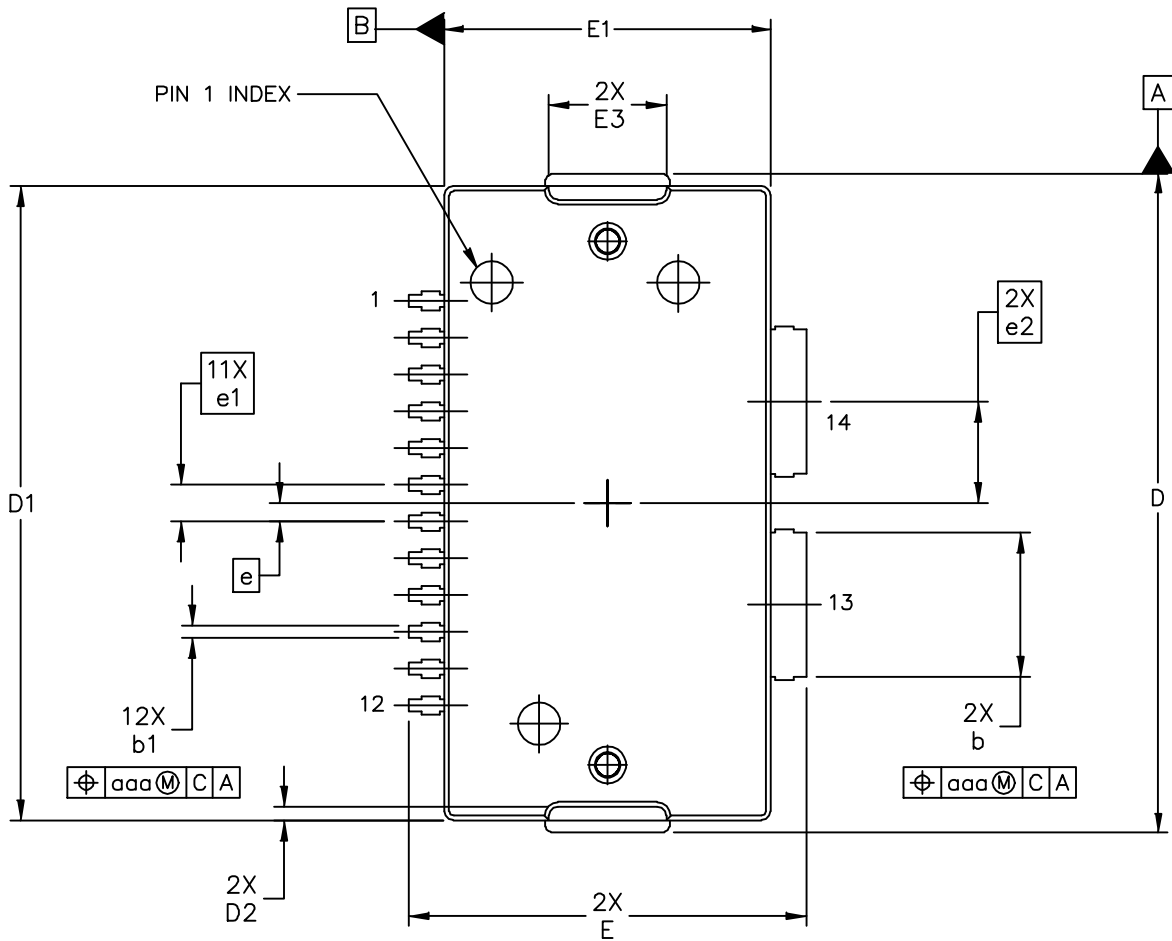 B
E1
PIN 1 INDEX
2X
E3
A
1
2X
e2
11X
e1
14
D1
D
e
13
12
12X
b1
2X
b
⌖ aaa Ⓜ C A
⌖ aaa Ⓜ C A
2X
D2
2X
E